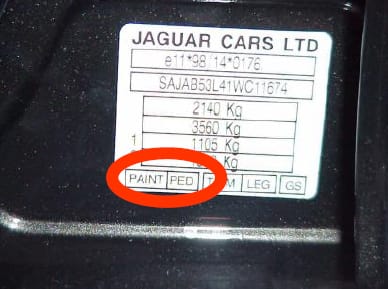 JAGUAR CARS LTD
e11*98/14*0176
SAJAB53L41WC11674
2140 Kg
3560 Kg
1 1105 Kg
Kg
PAINT PED LEG GS